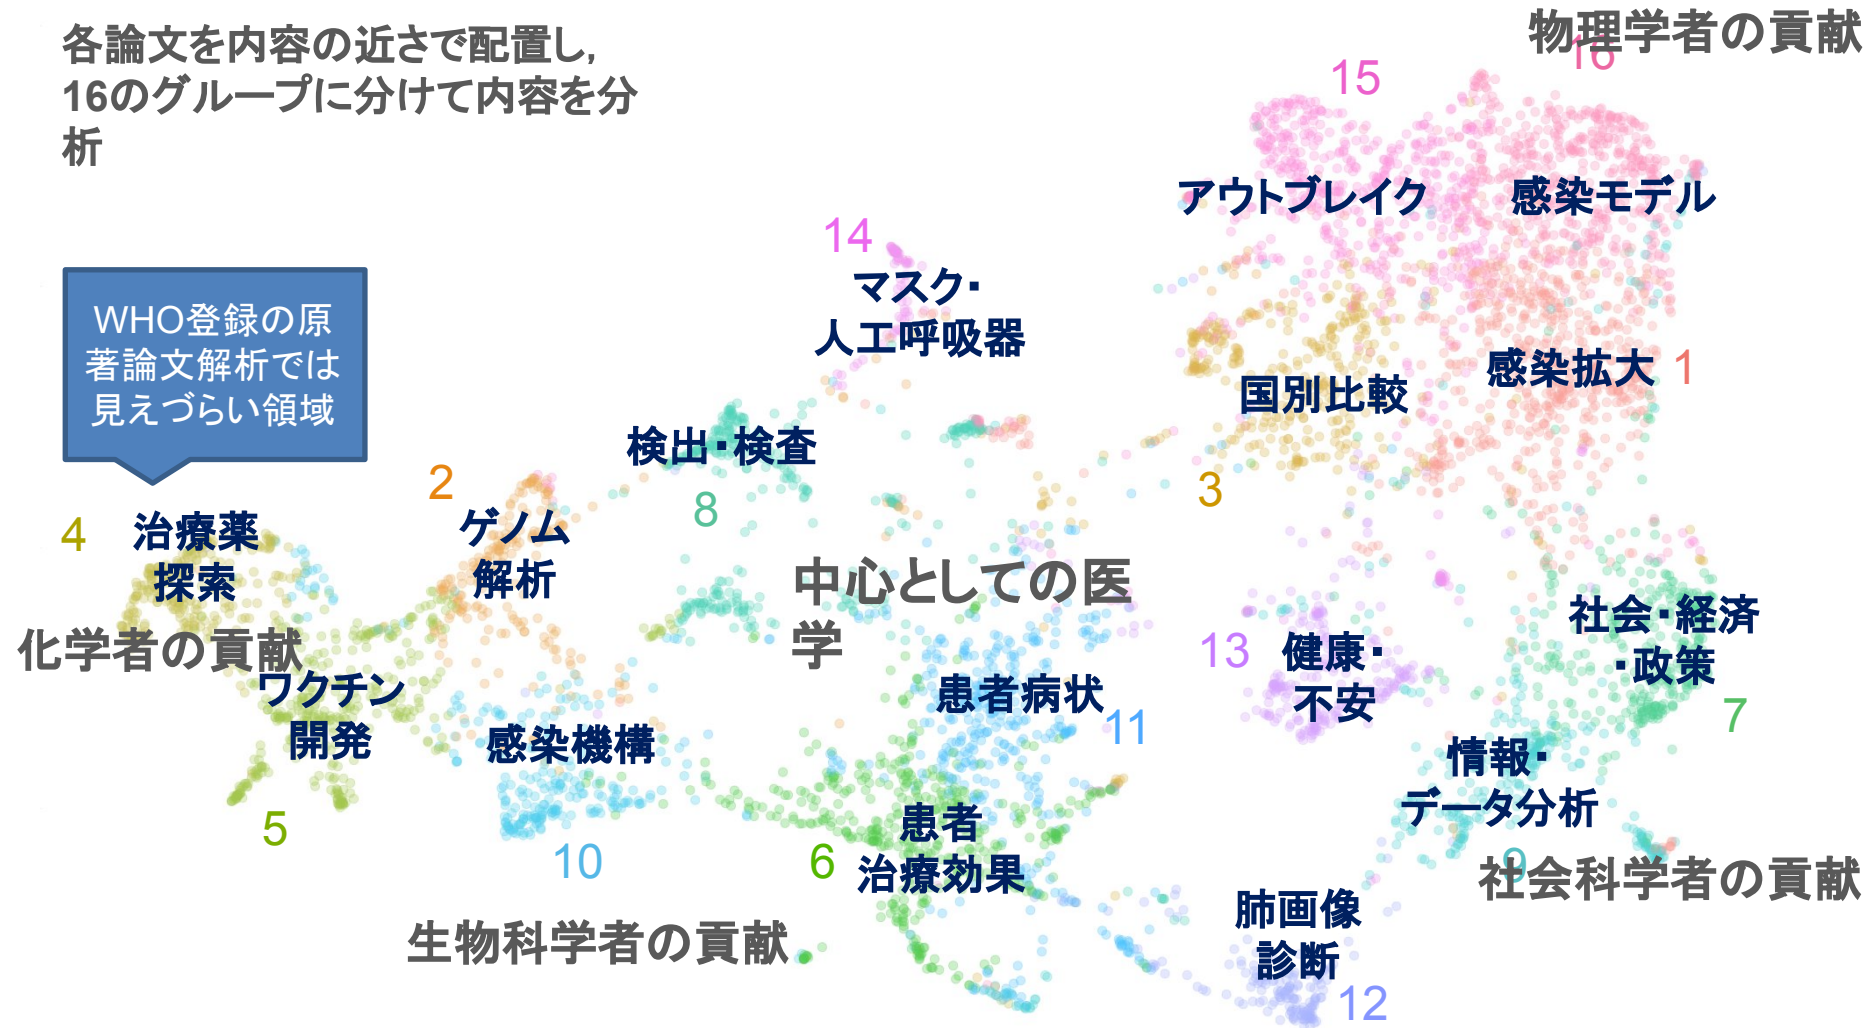 各論文を内容の近さで配置し,
16のグループに分けて内容を分
析
物理学者の貢献
16
15
アウトブレイク
感染モデル
14
マスク・
人工呼吸器
WHO登録の原
著論文解析では
見えづらい領域
感染拡大
1
国別比較
3
検出・検査
8
2
ゲノム
解析
4
治療薬
探索
化学者の貢献
中心としての医
学
ワクチン
開発
5
感染機構
10
患者病状
11
13
健康・
不安
社会・経済
・政策
7
情報・
データ分析
9
社会科学者の貢献
6
患者
治療効果
生物科学者の貢献
肺画像
診断
12